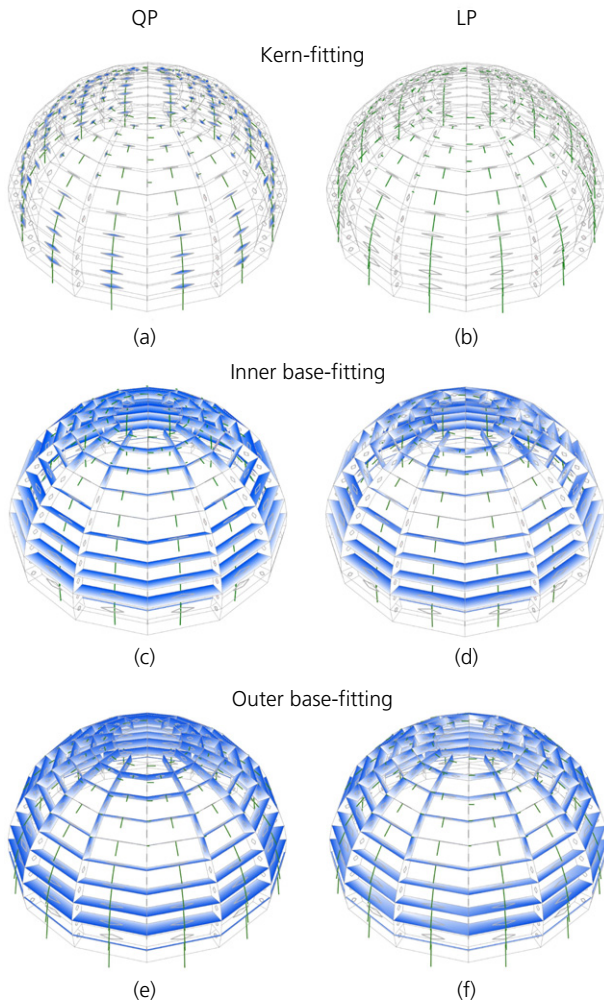 QP LP
Kern-fitting
(a) (b)
Inner base-fitting
(c) (d)
Outer base-fitting
(e) (f)